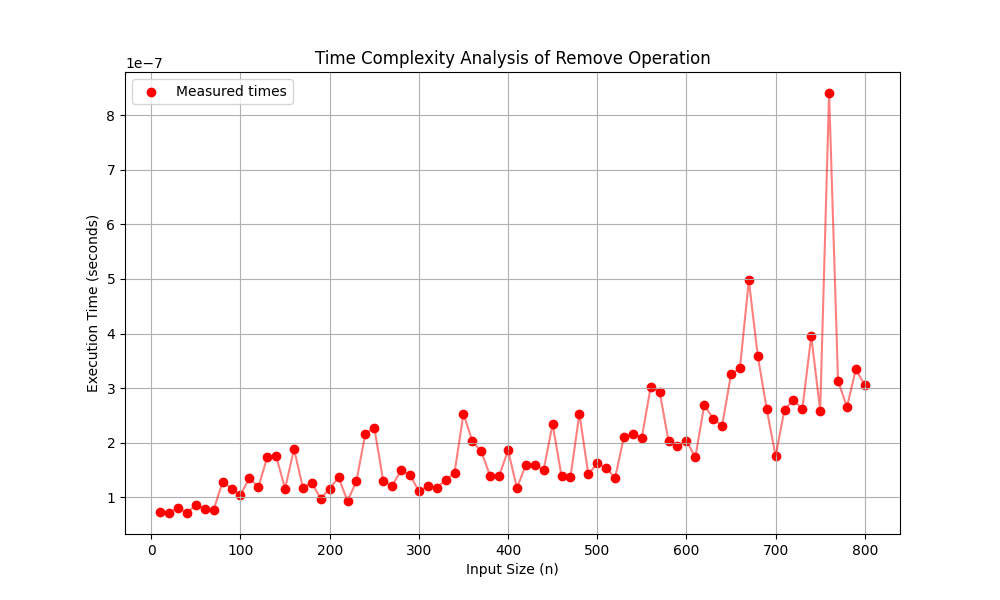 Time Complexity Analysis of Remove Operation
1e−7
Measured times
8
7
6
5
4
3
2
1
Execution Time (seconds)
0 100 200 300 400 500 600 700 800
Input Size (n)